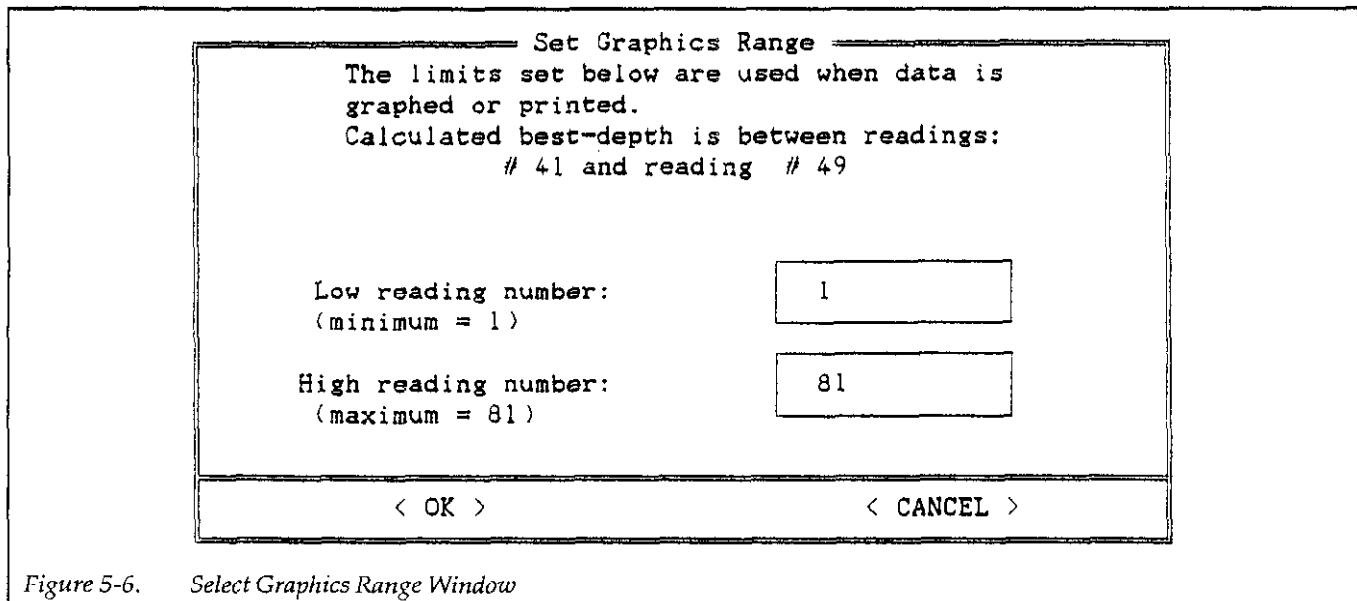 Set Graphics Range
The limits set below are used when data is
graphed or printed.
Calculated best-depth is between readings:
# 41 and reading # 49
Low reading number: 1
(minimum = 1)
High reading number: 81
(maximum = 81)
< OK > < CANCEL >
Figure 5-6. Select Graphics Range Window